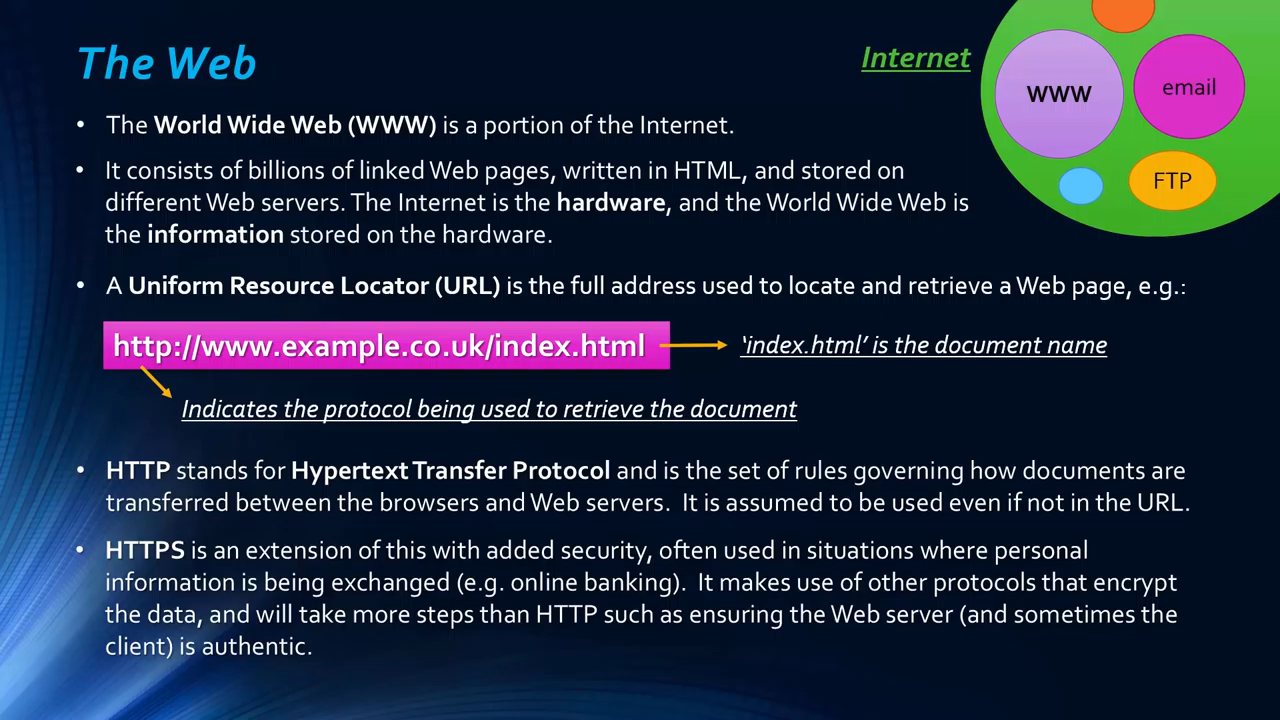 The Web
Internet
WWW
email
FTP
• The World Wide Web (WWW) is a portion of the Internet.
• It consists of billions of linked Web pages, written in HTML, and stored on
different Web servers. The Internet is the hardware, and the World Wide Web is
the information stored on the hardware.
• A Uniform Resource Locator (URL) is the full address used to locate and retrieve a Web page, e.g.:
http://www.example.co.uk/index.html
‘index.html’ is the document name
Indicates the protocol being used to retrieve the document
• HTTP stands for Hypertext Transfer Protocol and is the set of rules governing how documents are
transferred between the browsers and Web servers. It is assumed to be used even if not in the URL.
• HTTPS is an extension of this with added security, often used in situations where personal
information is being exchanged (e.g. online banking). It makes use of other protocols that encrypt
the data, and will take more steps than HTTP such as ensuring the Web server (and sometimes the
client) is authentic.